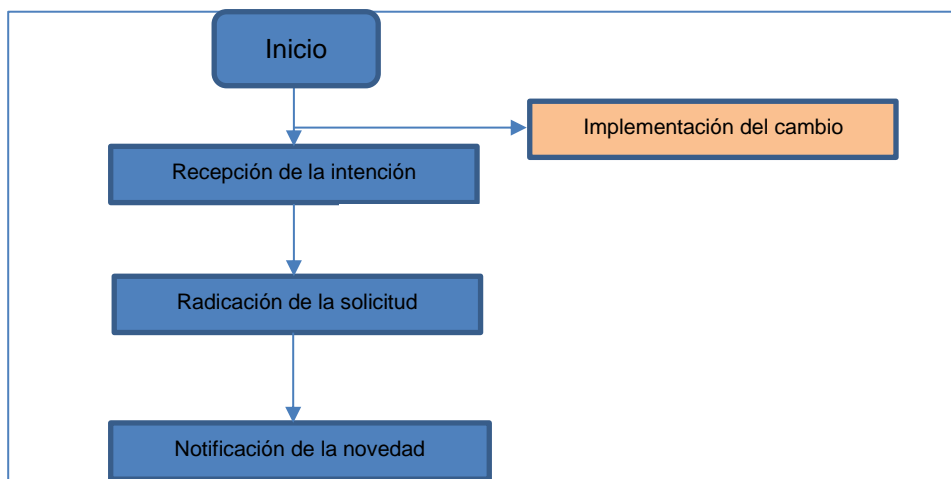 Inicio
Implementación del cambio
Recepción de la intención
Radicación de la solicitud
Notificación de la novedad